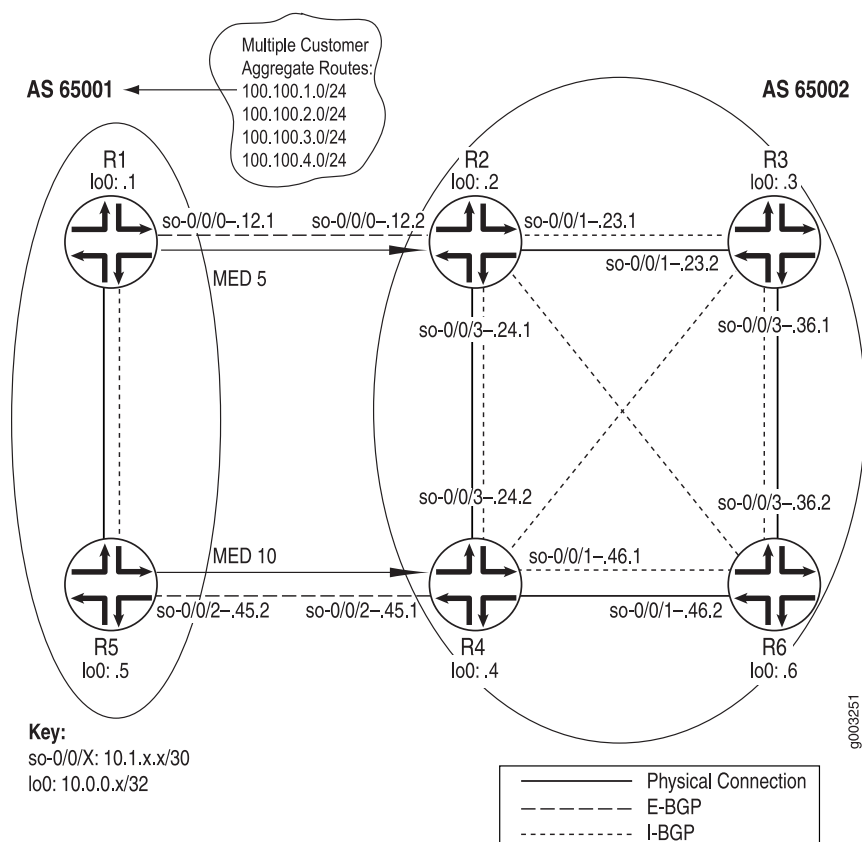 Multiple Customer
Aggregate Routes:
100.100.1.0/24
100.100.2.0/24
100.100.3.0/24
100.100.4.0/24
AS 65001
AS 65002
R1
lo0: .1
R2
lo0: .2
R3
lo0: .3
so-0/0/0–.12.1
so-0/0/0–.12.2
so-0/0/1–.23.1
so-0/0/1–.23.2
MED 5
so-0/0/3–.24.1
so-0/0/3–.36.1
so-0/0/3–.24.2
so-0/0/3–.36.2
MED 10
so-0/0/1–.46.1
so-0/0/2–.45.2
so-0/0/2–.45.1
so-0/0/1–.46.2
R5
lo0: .5
R4
lo0: .4
R6
lo0: .6
Key:
so-0/0/X: 10.1.x.x/30
lo0: 10.0.0.x/32
g003251
Physical Connection
E-BGP
I-BGP